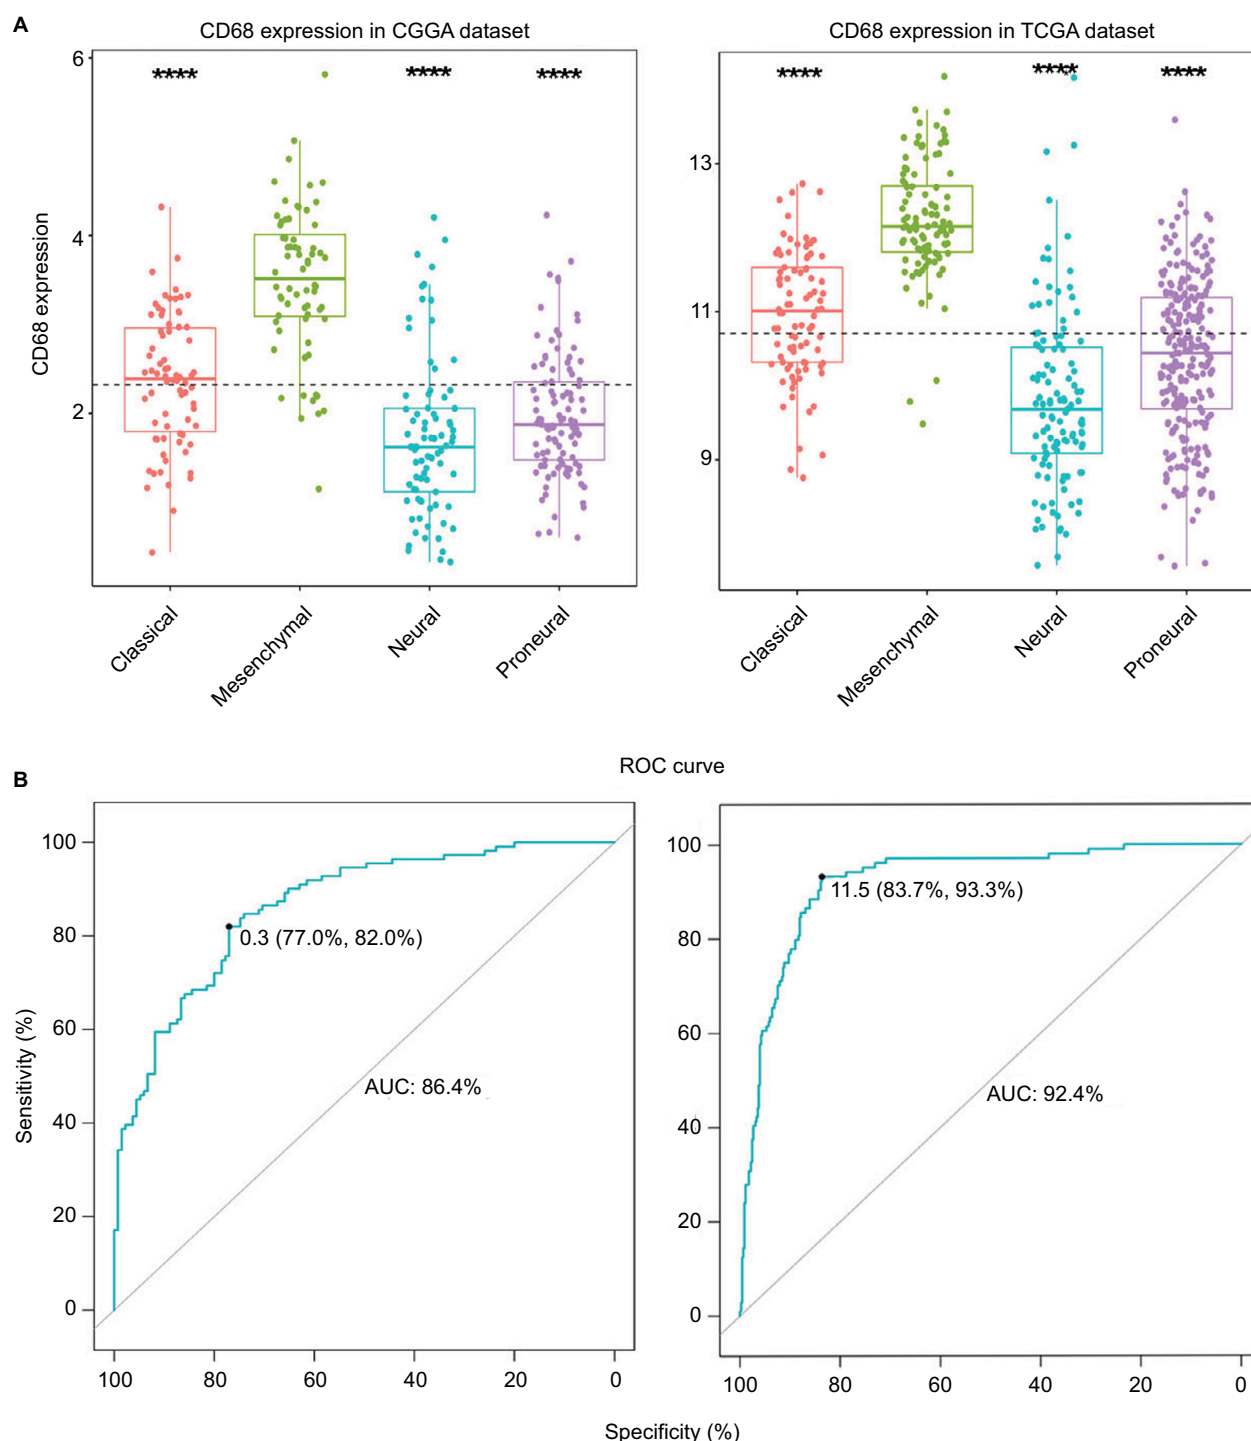 A
CD68 expression in CGGA dataset
CD68 expression in TCGA dataset
6
4
2
CD68 expression
****
****
****
Classical
Mesenchymal
Neural
Proneural
13
11
9
****
****
****
Classical
Mesenchymal
Neural
Proneural
B
ROC curve
Sensitivity (%)
100
80
60
40
20
0
0.3 (77.0%, 82.0%)
AUC: 86.4%
100
80
60
40
20
0
100
80
60
40
20
0
11.5 (83.7%, 93.3%)
AUC: 92.4%
100
80
60
40
20
0
Specificity (%)